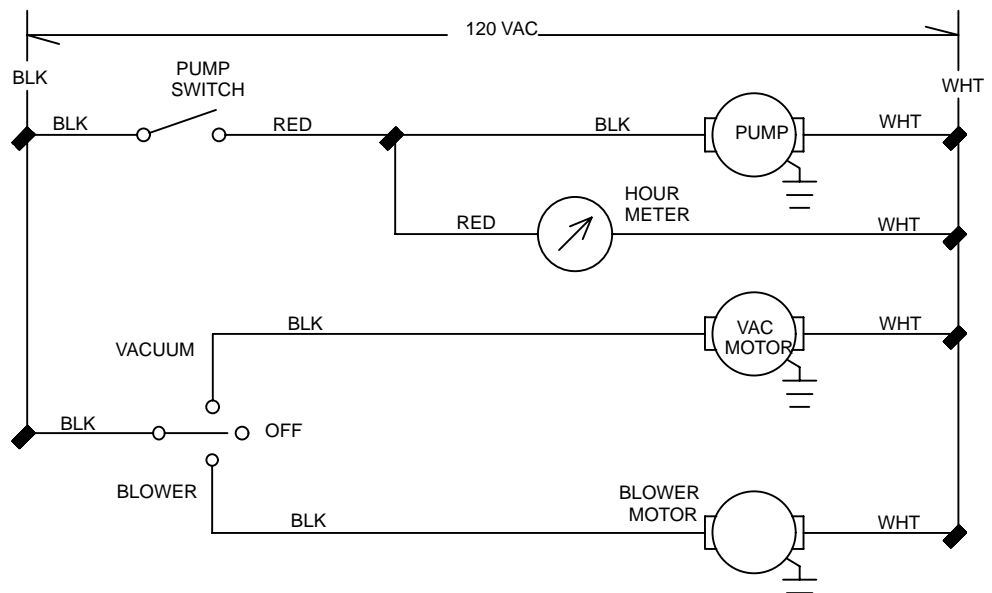 120 VAC
BLK
WHT
PUMP
SWITCH
BLK
RED
BLK
PUMP
WHT
HOUR
METER
RED
WHT
BLK
VAC
MOTOR
WHT
VACUUM
BLK
OFF
BLOWER
BLOWER
MOTOR
BLK
WHT